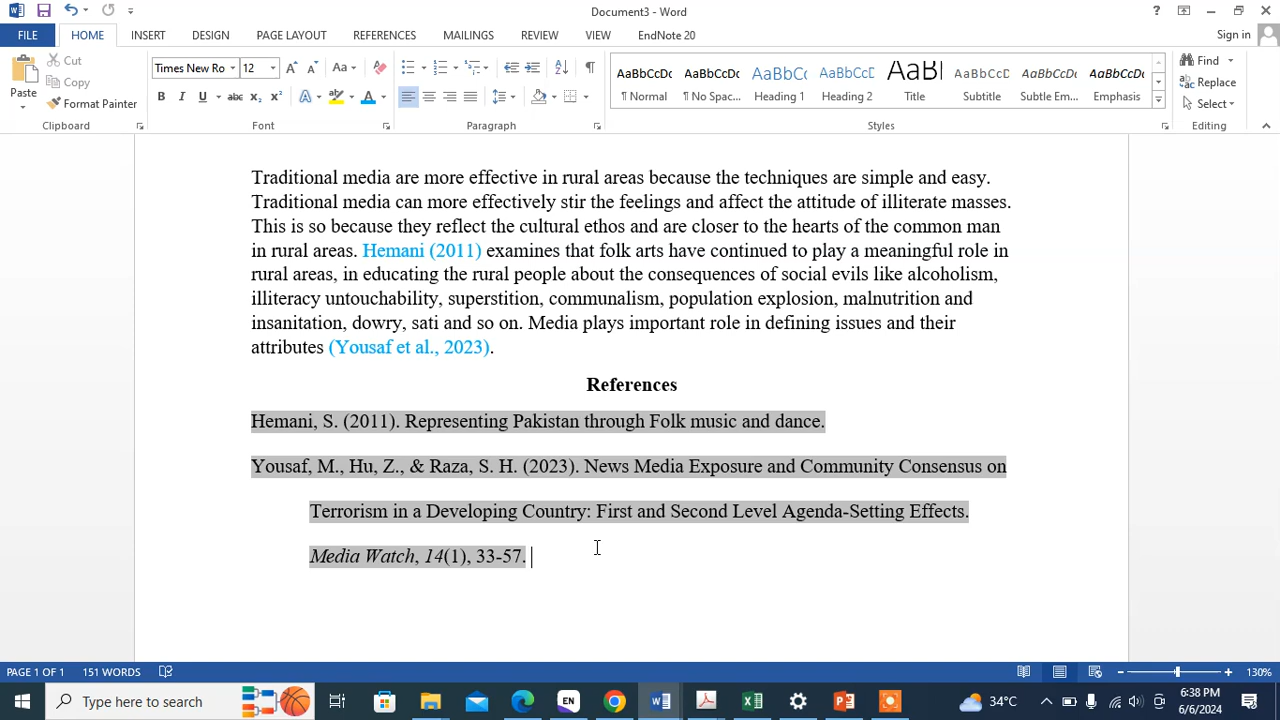 Document3 - Word
Sign in
FILE HOME INSERT DESIGN PAGE LAYOUT REFERENCES MAILINGS REVIEW VIEW EndNote 20
Cut
Copy
Format Painter
Paste
Clipboard
Times New Ro 12
Font
Paragraph
AaBbCcDc AaBbCcDc AaBbC AaBbCc AaBl AaBbCcD AaBbCcDc AaBbCcDc
¶ Normal ¶ No Spac... Heading 1 Heading 2 Title Subtitle Subtle Em... Emphasis
Styles
Find
Replace
Select
Editing
Traditional media are more effective in rural areas because the techniques are simple and easy.
Traditional media can more effectively stir the feelings and affect the attitude of illiterate masses.
This is so because they reflect the cultural ethos and are closer to the hearts of the common man
in rural areas. Hemani (2011) examines that folk arts have continued to play a meaningful role in
rural areas, in educating the rural people about the consequences of social evils like alcoholism,
illiteracy untouchability, superstition, communalism, population explosion, malnutrition and
insanitation, dowry, sati and so on. Media plays important role in defining issues and their
attributes (Yousaf et al., 2023).
References
Hemani, S. (2011). Representing Pakistan through Folk music and dance.
Yousaf, M., Hu, Z., & Raza, S. H. (2023). News Media Exposure and Community Consensus on
Terrorism in a Developing Country: First and Second Level Agenda-Setting Effects.
Media Watch, 14(1), 33-57.
PAGE 1 OF 1 151 WORDS 130%
Type here to search
EN
34°C
6:38 PM
6/6/2024